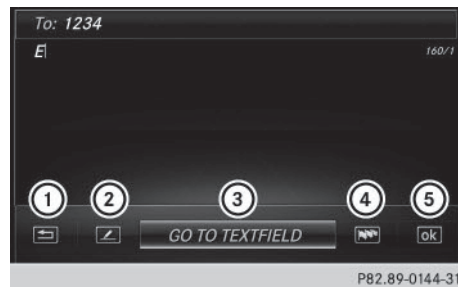 To: 1234
E
160/1
1 2 3 4 5
GO TO TEXTFIELD ok
P82.89-0144-31